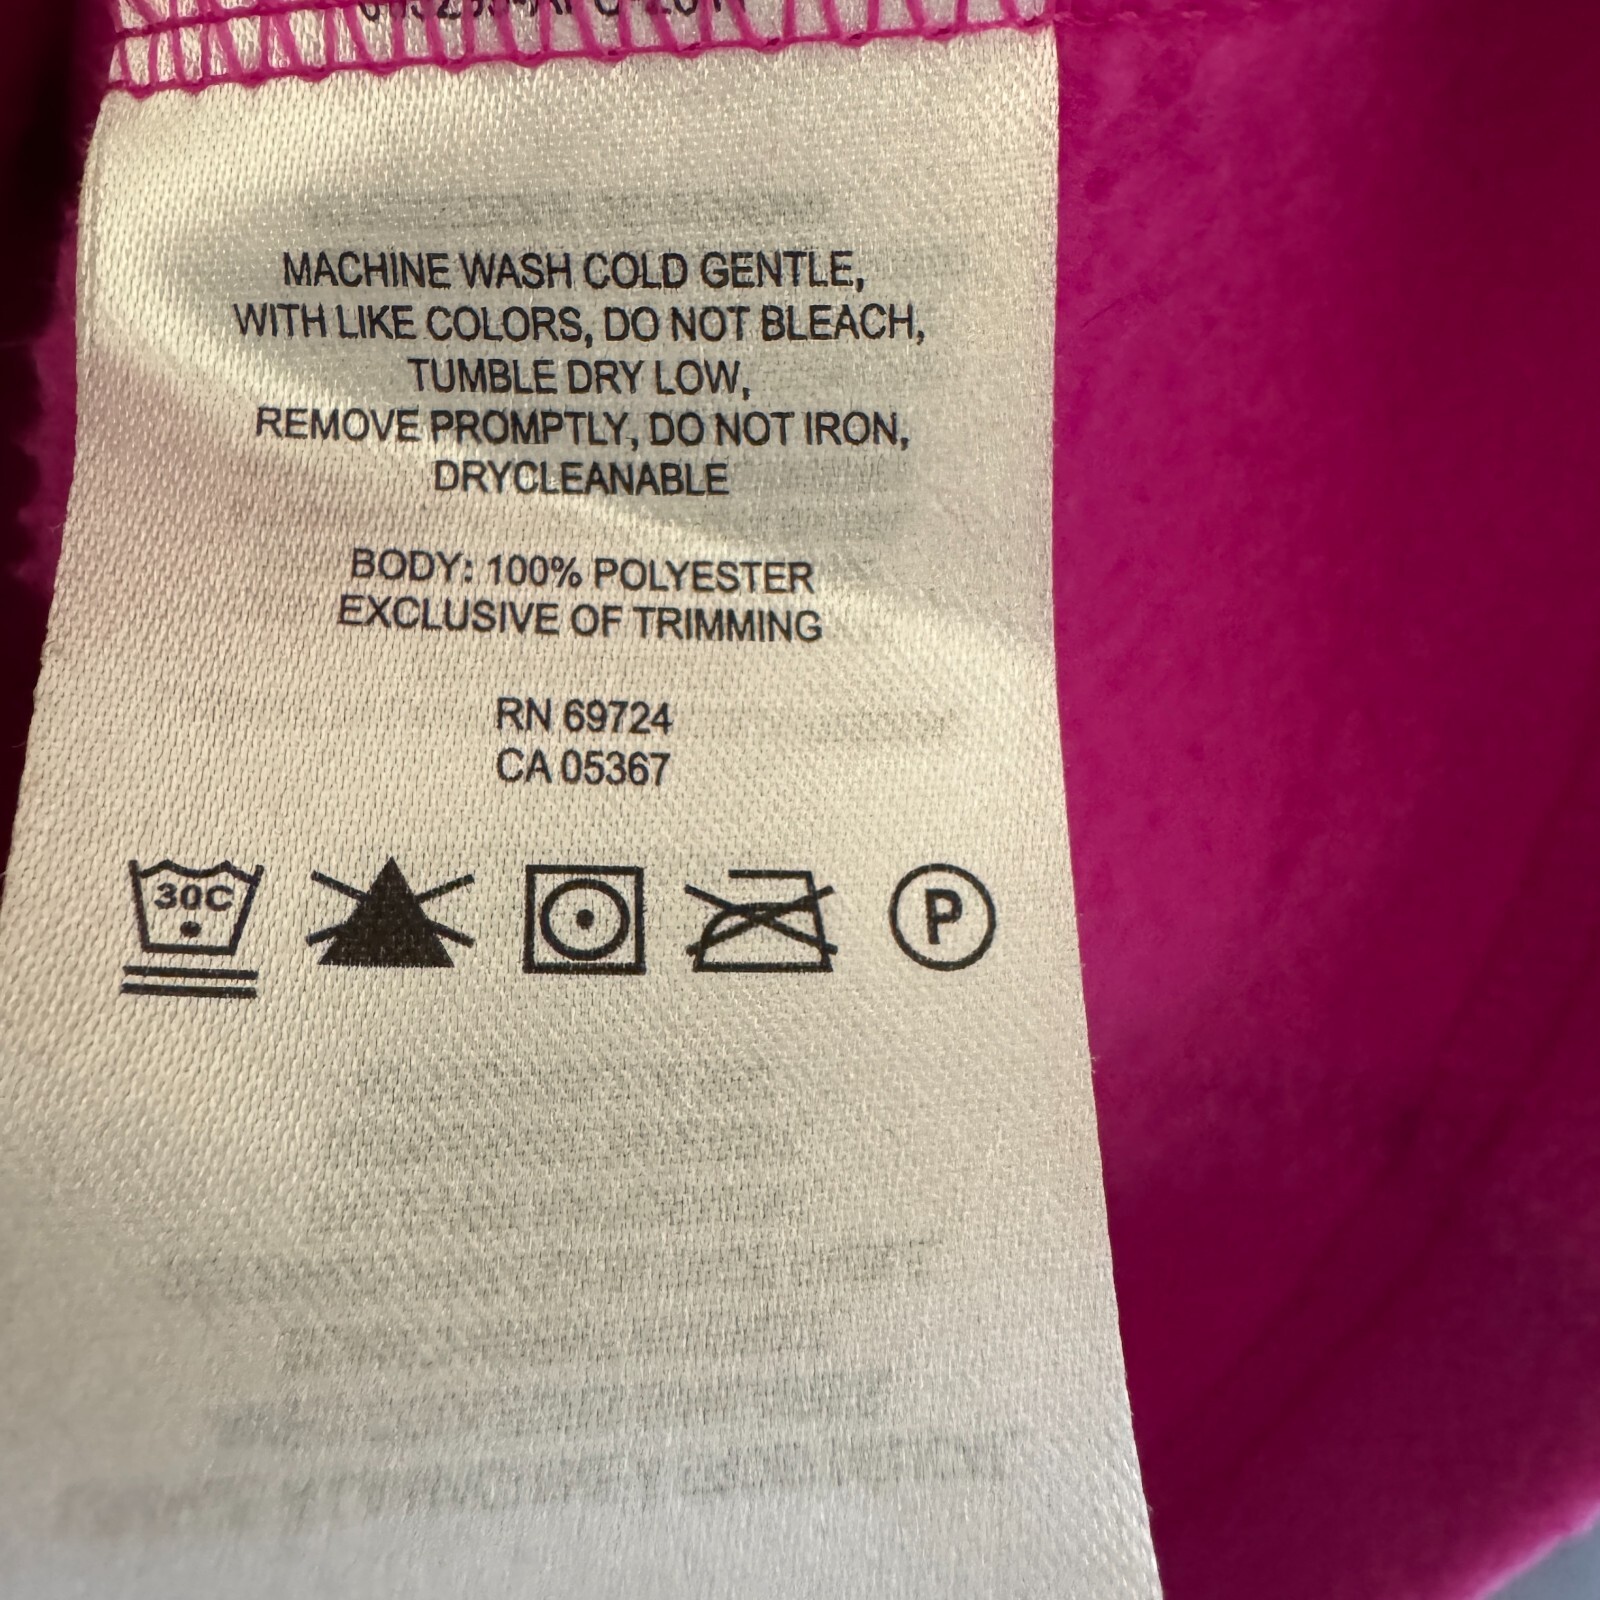 MACHINE WASH COLD GENTLE,
WITH LIKE COLORS, DO NOT BLEACH,
TUMBLE DRY LOW,
REMOVE PROMPTLY, DO NOT IRON,
DRYCLEANABLE
BODY: 100% POLYESTER
EXCLUSIVE OF TRIMMING
RN 69724
CA 05367
30C
P